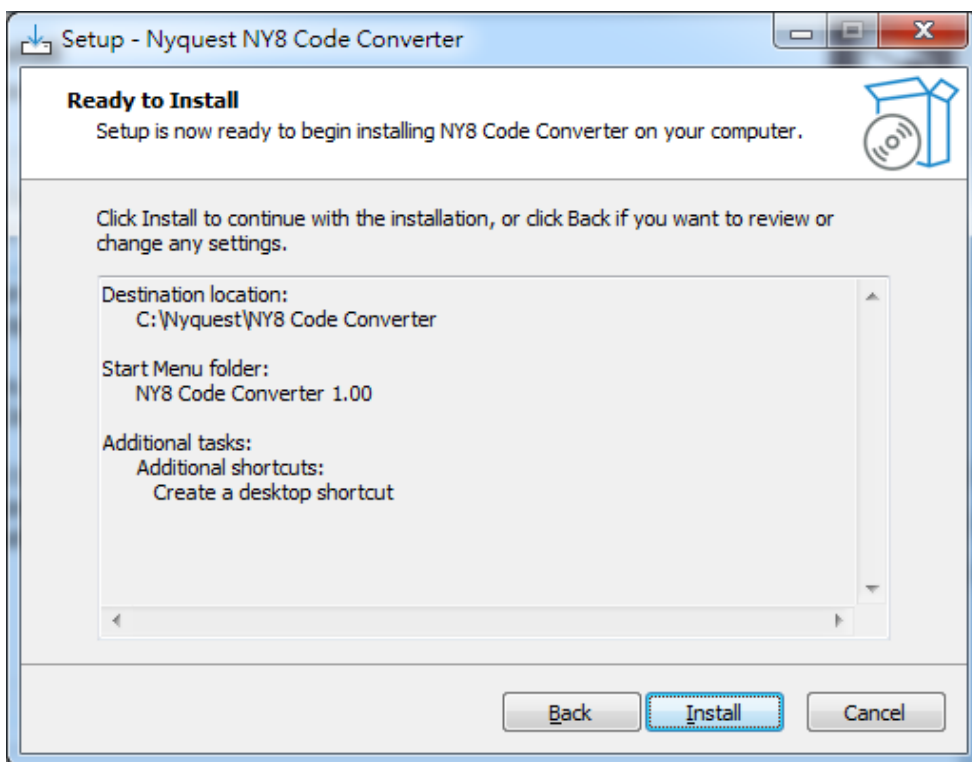 Setup - Nyquest NY8 Code Converter
Ready to Install
Setup is now ready to begin installing NY8 Code Converter on your computer.
Click Install to continue with the installation, or click Back if you want to review or
change any settings.
Destination location:
C:\Nyquest\NY8 Code Converter
Start Menu folder:
NY8 Code Converter 1.00
Additional tasks:
Additional shortcuts:
Create a desktop shortcut
Back
Install
Cancel